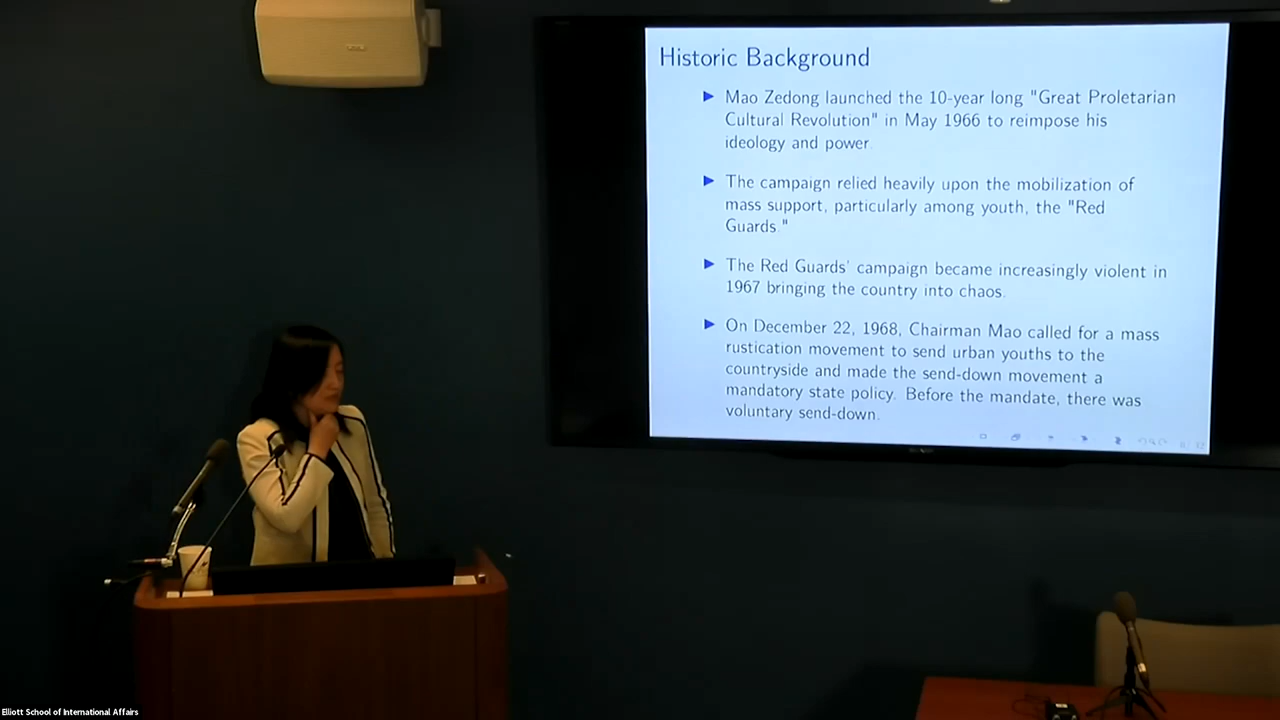 Historic Background
Mao Zedong launched the 10-year long "Great Proletarian
Cultural Revolution" in May 1966 to reimpose his
ideology and power.
The campaign relied heavily upon the mobilization of
mass support, particularly among youth, the "Red
Guards."
The Red Guards' campaign became increasingly violent in
1967 bringing the country into chaos.
On December 22, 1968, Chairman Mao called for a mass
rustication movement to send urban youths to the
countryside and made the send-down movement a
mandatory state policy. Before the mandate, there was
voluntary send-down.
Elliott School of International Affairs